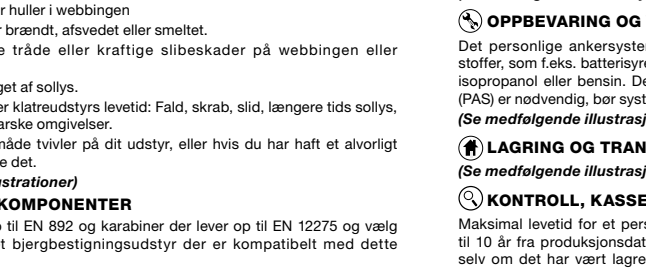 r huller i webbingen
r brændt, afsvedet eller smeltet.
e tråde eller kraftige slibeskader på webbingen eller
get af sollys.
er klatreudstyrs levetid: Fald, skrab, slid, længere tids sollys,
arske omgivelser.
måde tvivler på dit udstyr, eller hvis du har haft et alvorligt
e det.
ustrationer)
KOMPONENTER
til EN 892 og karabiner der lever op til EN 12275 og vælg
t bjergbestigningsudstyr der er kompatibelt med dette
OPPBEVARING OG
Det personlige ankersyste
stoffer, som f.eks. batterisyre
isopropanol eller bensin. De
(PAS) er nødvendig, bør syst
(Se medfølgende illustrasj
LAGRING OG TRAN
(Se medfølgende illustrasj
KONTROLL, KASSE
Maksimal levetid for et pers
til 10 år fra produksjonsdat
selv om det har vært lagre